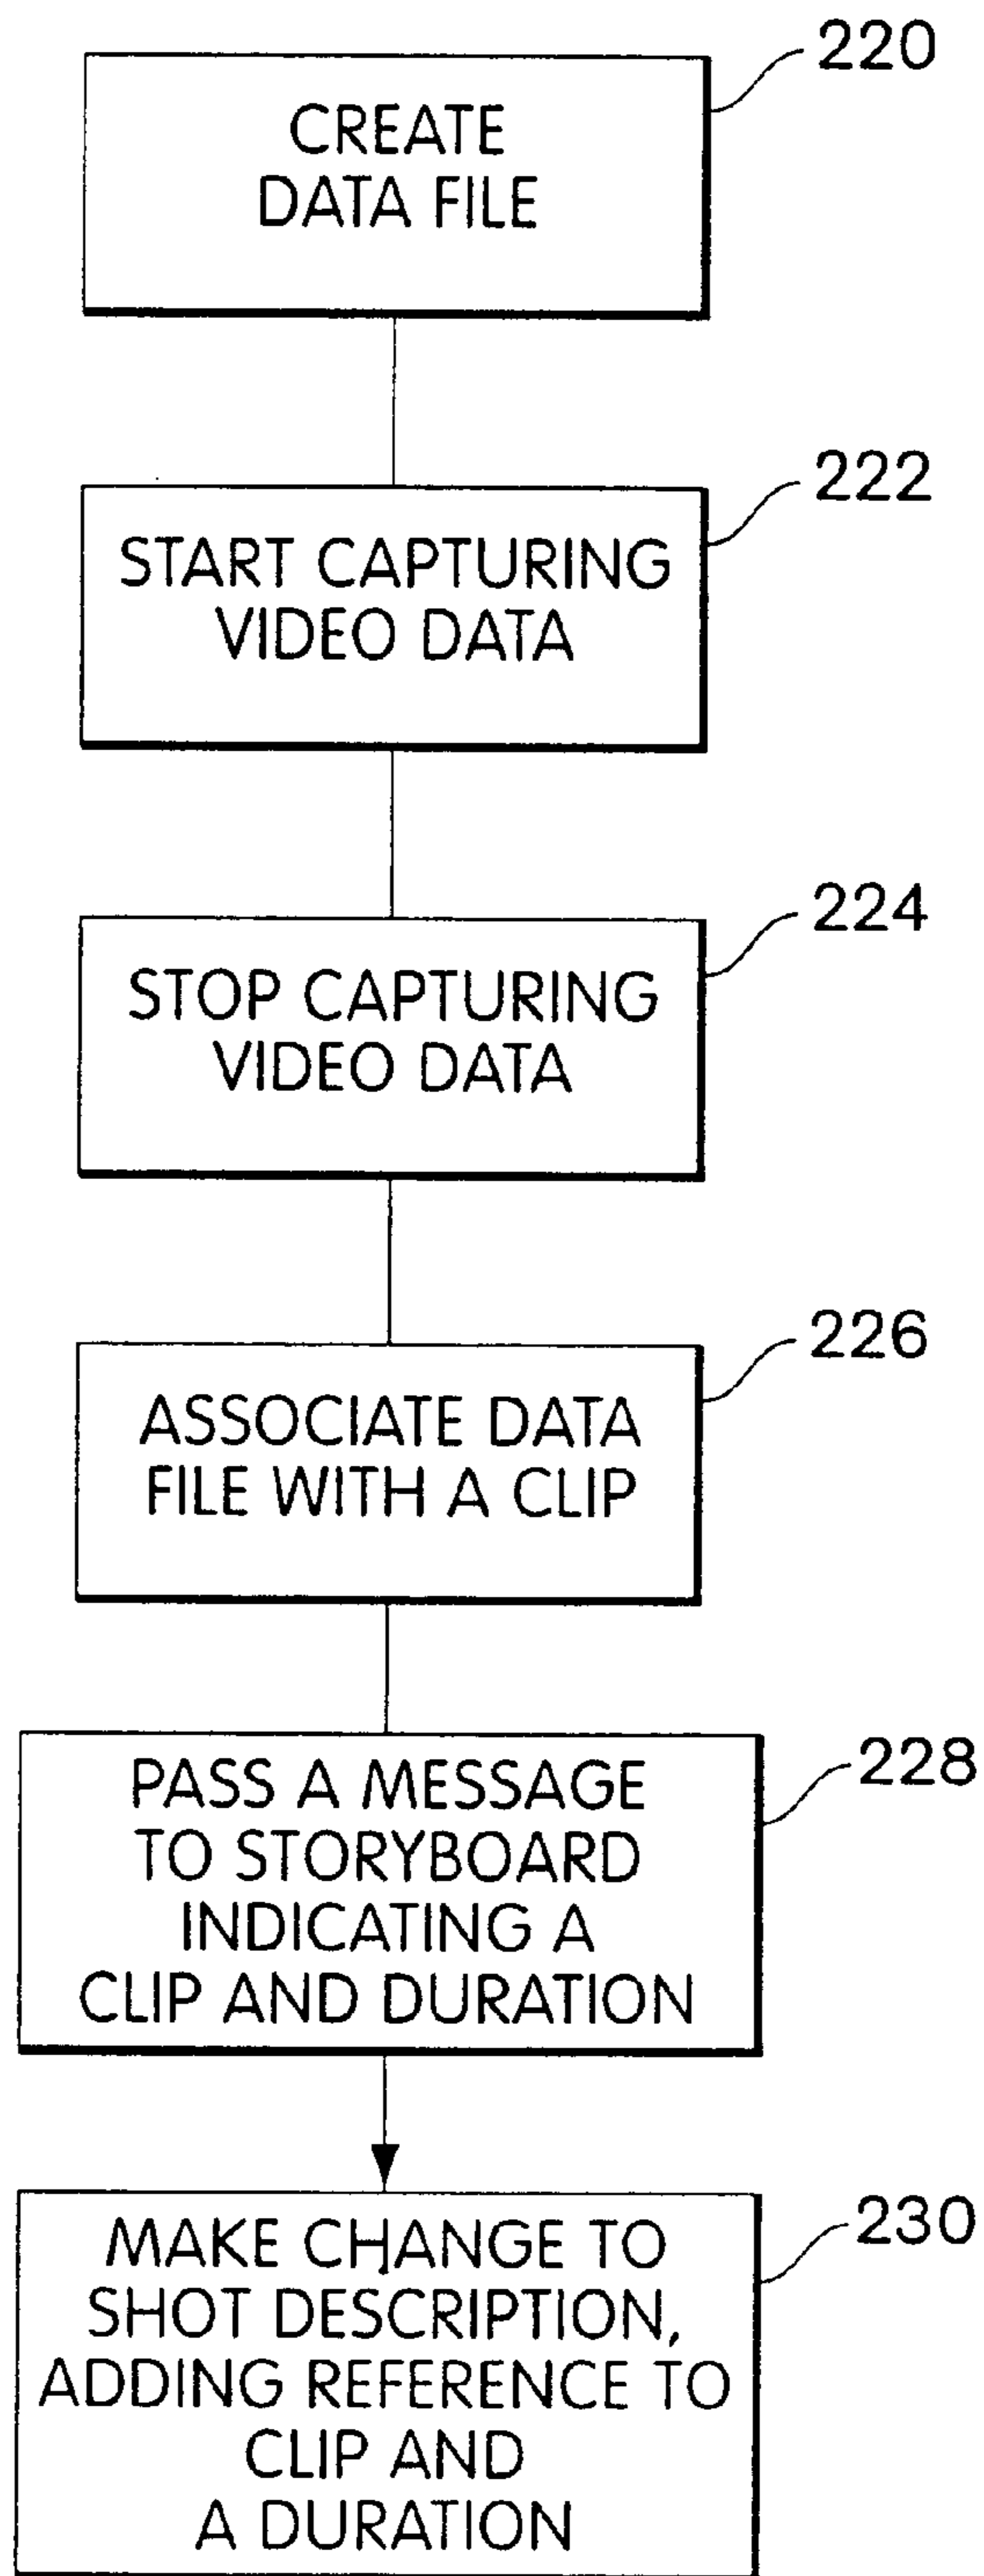 220
CREATE
DATA FILE
222
START CAPTURING
VIDEO DATA
224
STOP CAPTURING
VIDEO DATA
226
ASSOCIATE DATA
FILE WITH A CLIP
228
PASS A MESSAGE
TO STORYBOARD
INDICATING A
CLIP AND DURATION
230
MAKE CHANGE TO
SHOT DESCRIPTION,
ADDING REFERENCE TO
CLIP AND
A DURATION